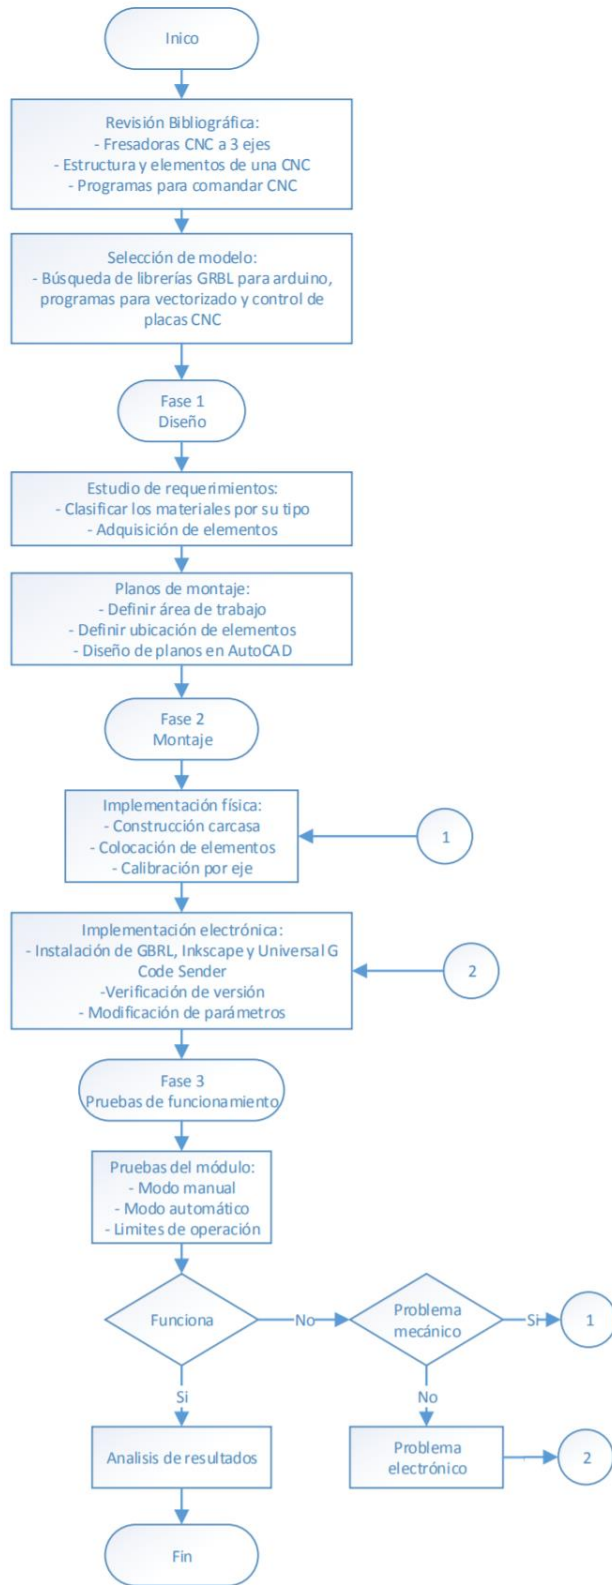 Inico
Revisión Bibliográfica:
- Fresadoras CNC a 3 ejes
- Estructura y elementos de una CNC
- Programas para comandar CNC
Selección de modelo:
- Búsqueda de librerías GRBL para arduino,
programas para vectorizado y control de
placas CNC
Fase 1
Diseño
Estudio de requerimientos:
- Clasificar los materiales por su tipo
- Adquisición de elementos
Planos de montaje:
- Definir área de trabajo
- Definir ubicación de elementos
- Diseño de planos en AutoCAD
Fase 2
Montaje
Implementación física:
- Construcción carcasa
- Colocación de elementos
- Calibración por eje
1
Implementación electrónica:
- Instalación de GBRL, Inkscape y Universal G
Code Sender
-Verificación de versión
- Modificación de parámetros
2
Fase 3
Pruebas de funcionamiento
Pruebas del módulo:
- Modo manual
- Modo automático
- Limites de operación
Funciona
No
Problema
mecánico
Si
1
Si
No
Analisis de resultados
Problema
electrónico
2
Fin